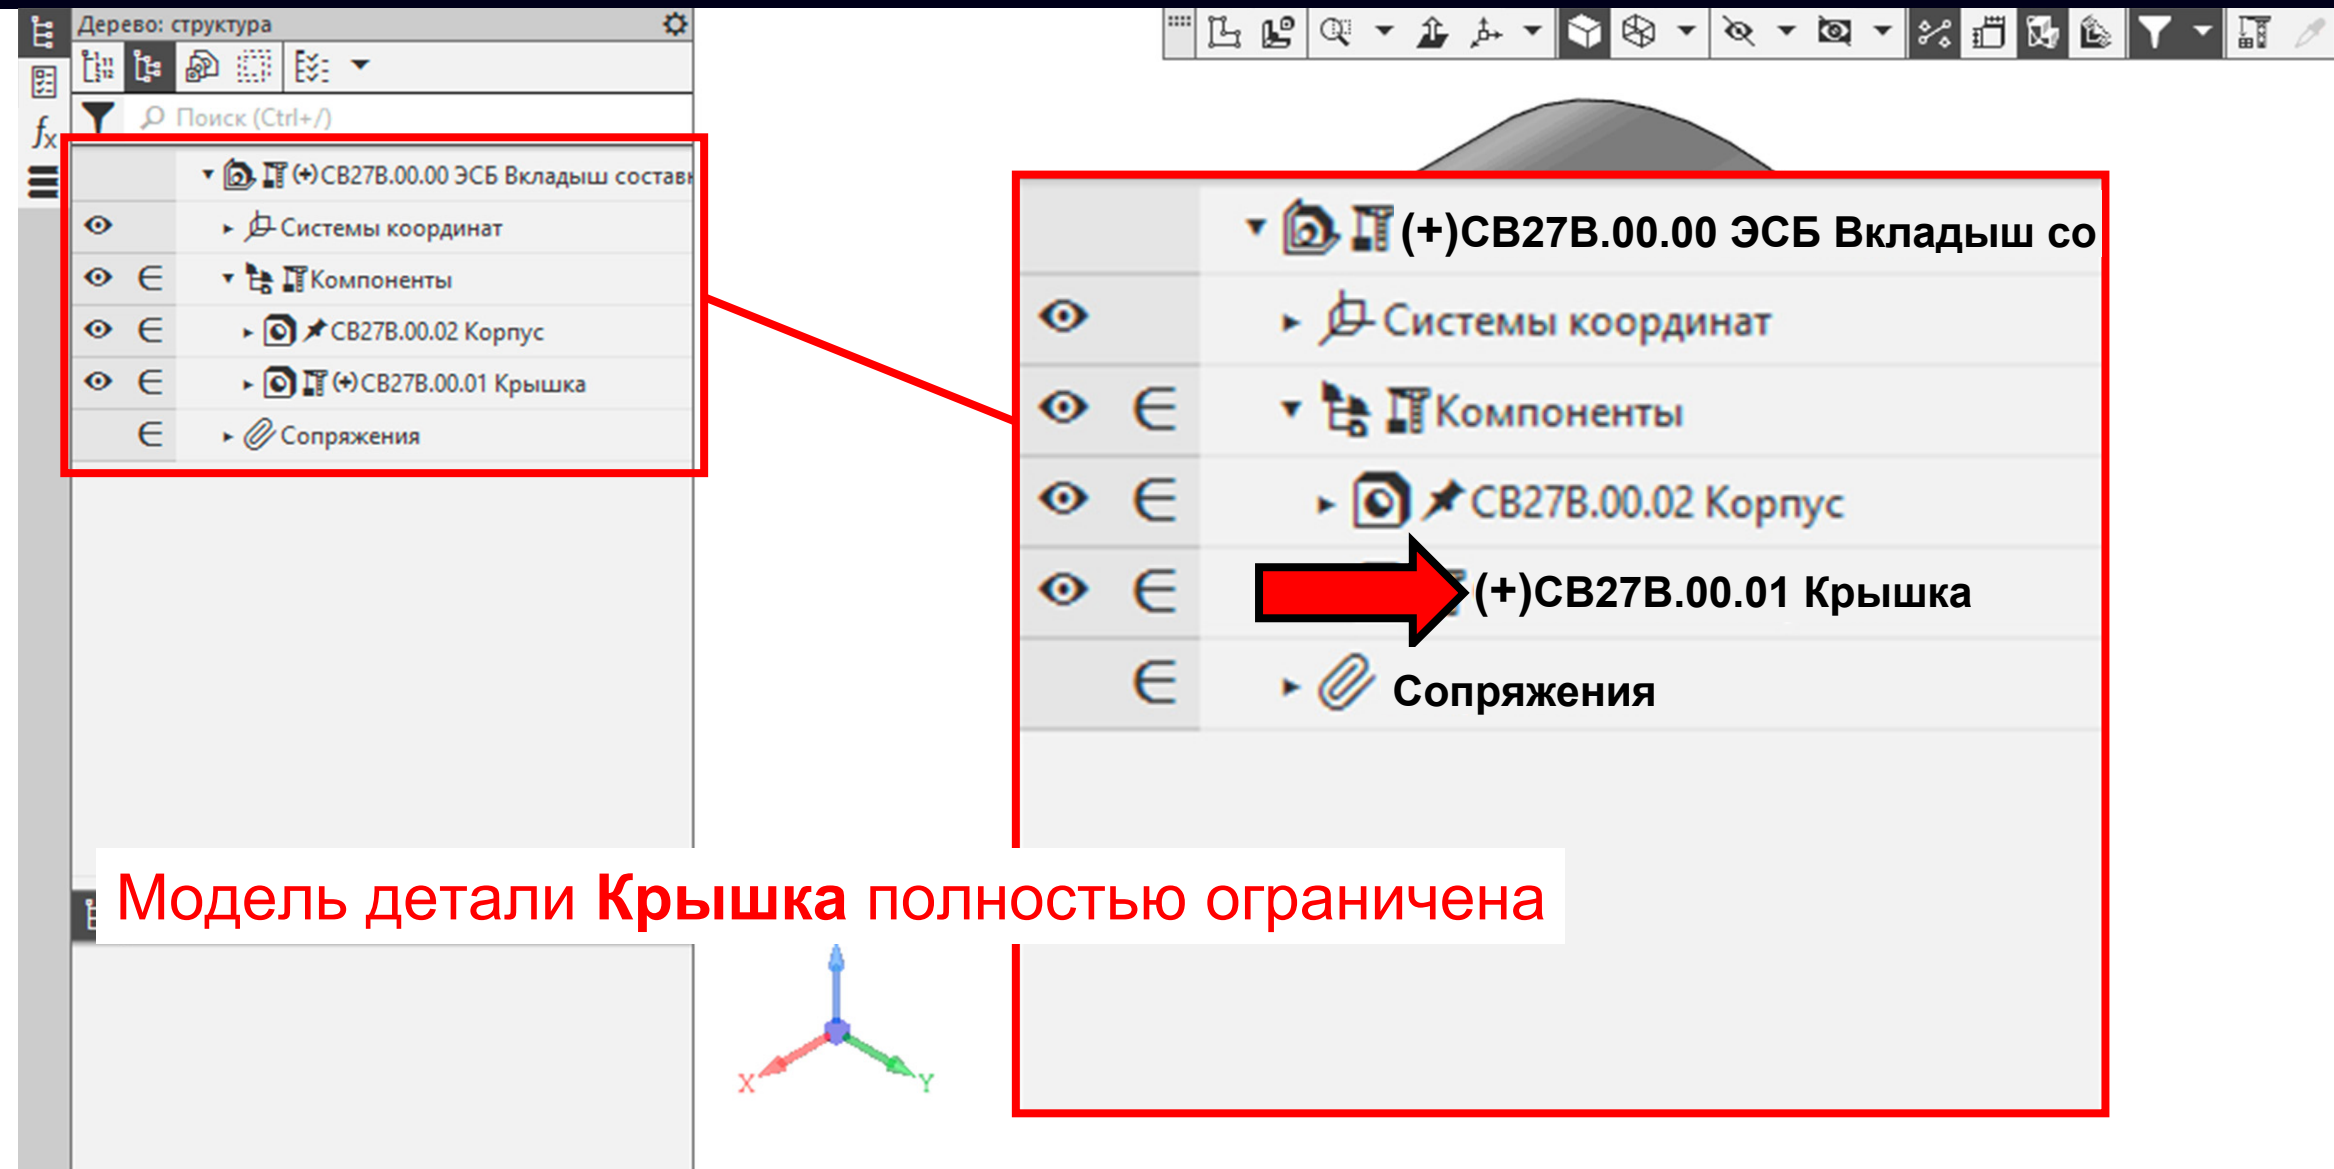 Дерево: структура
Поиск (Ctrl+/)
(+)СВ27В.00.00 ЭСБ Вкладыш состав
Системы координат
Компоненты
СВ27В.00.02 Корпус
(+)СВ27В.00.01 Крышка
Сопряжения
(+)СВ27В.00.00 ЭСБ Вкладыш со
Системы координат
Компоненты
СВ27В.00.02 Корпус
(+)СВ27В.00.01 Крышка
Сопряжения
Модель детали Крышка полностью ограничена
X
Y